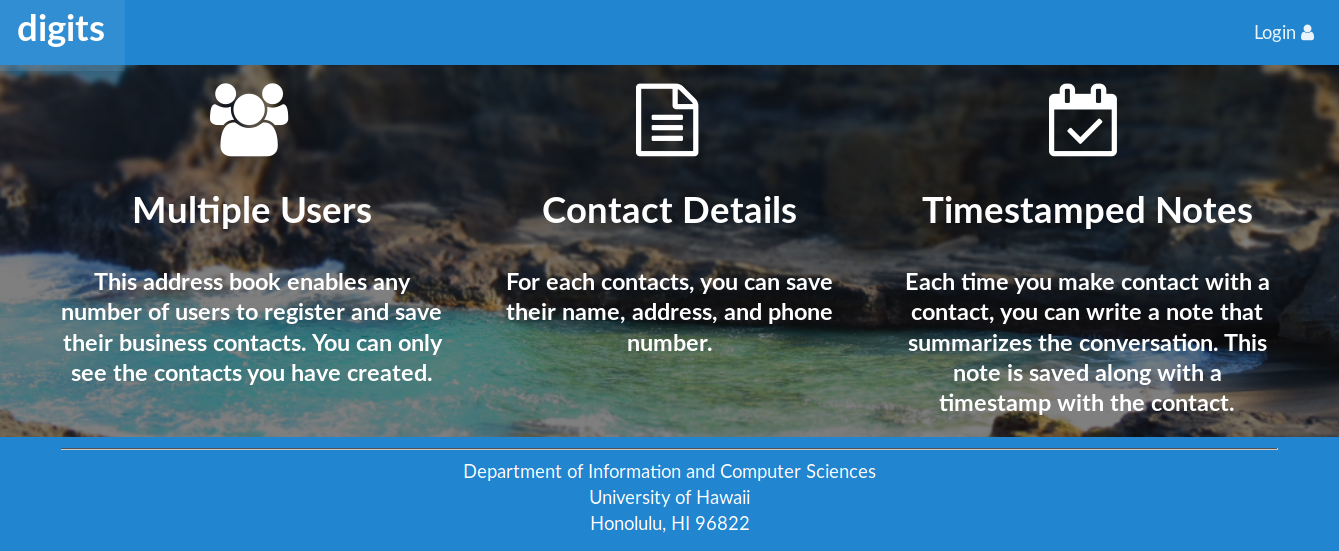 digits
Login
Multiple Users
Contact Details
Timestamped Notes
This address book enables any
number of users to register and save
their business contacts. You can only
see the contacts you have created.
For each contacts, you can save
their name, address, and phone
number.
Each time you make contact with a
contact, you can write a note that
summarizes the conversation. This
note is saved along with a
timestamp with the contact.
Department of Information and Computer Sciences
University of Hawaii
Honolulu, HI 96822